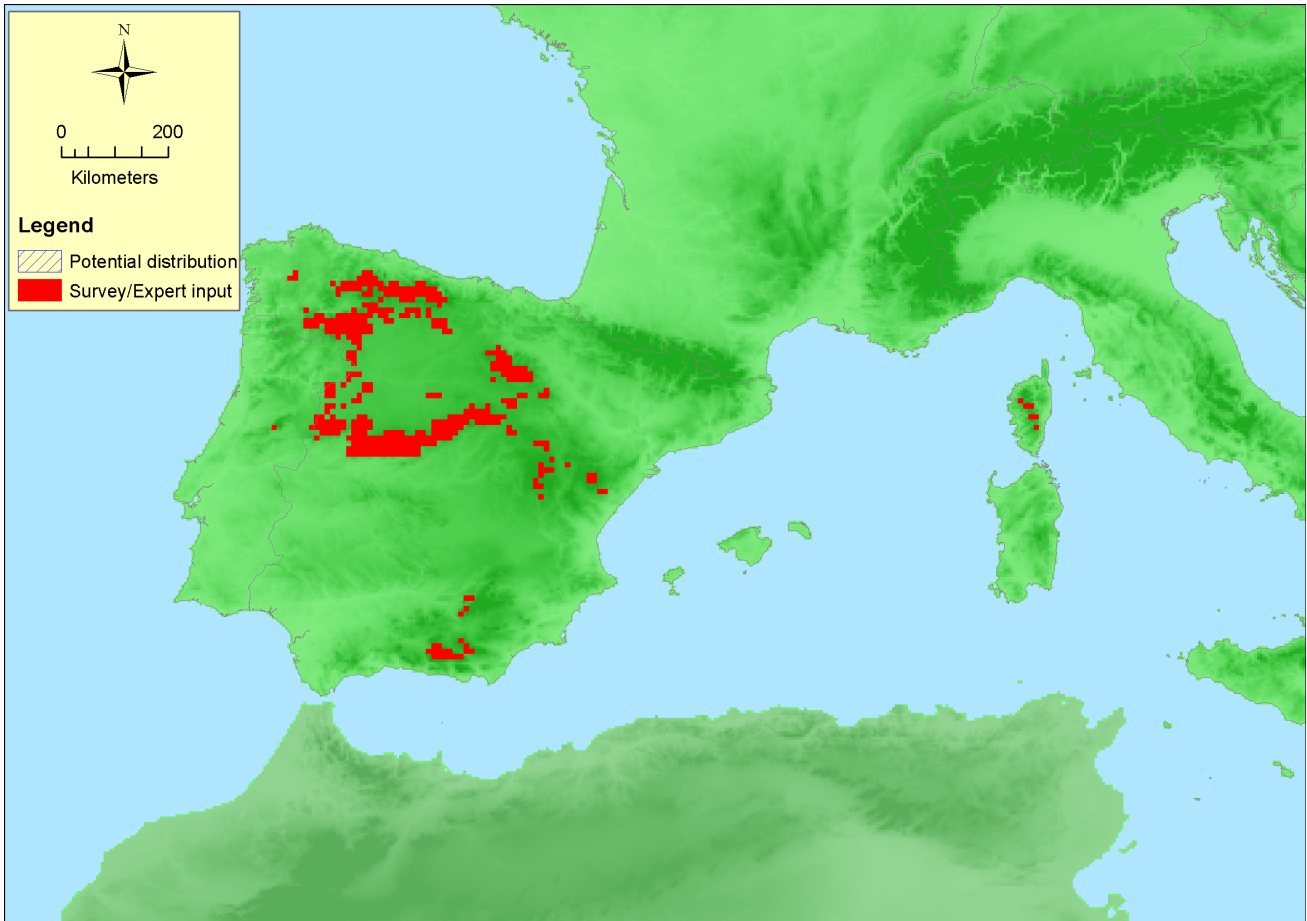 N
0 200
Kilometers
Legend
Potential distribution
Survey/Expert input